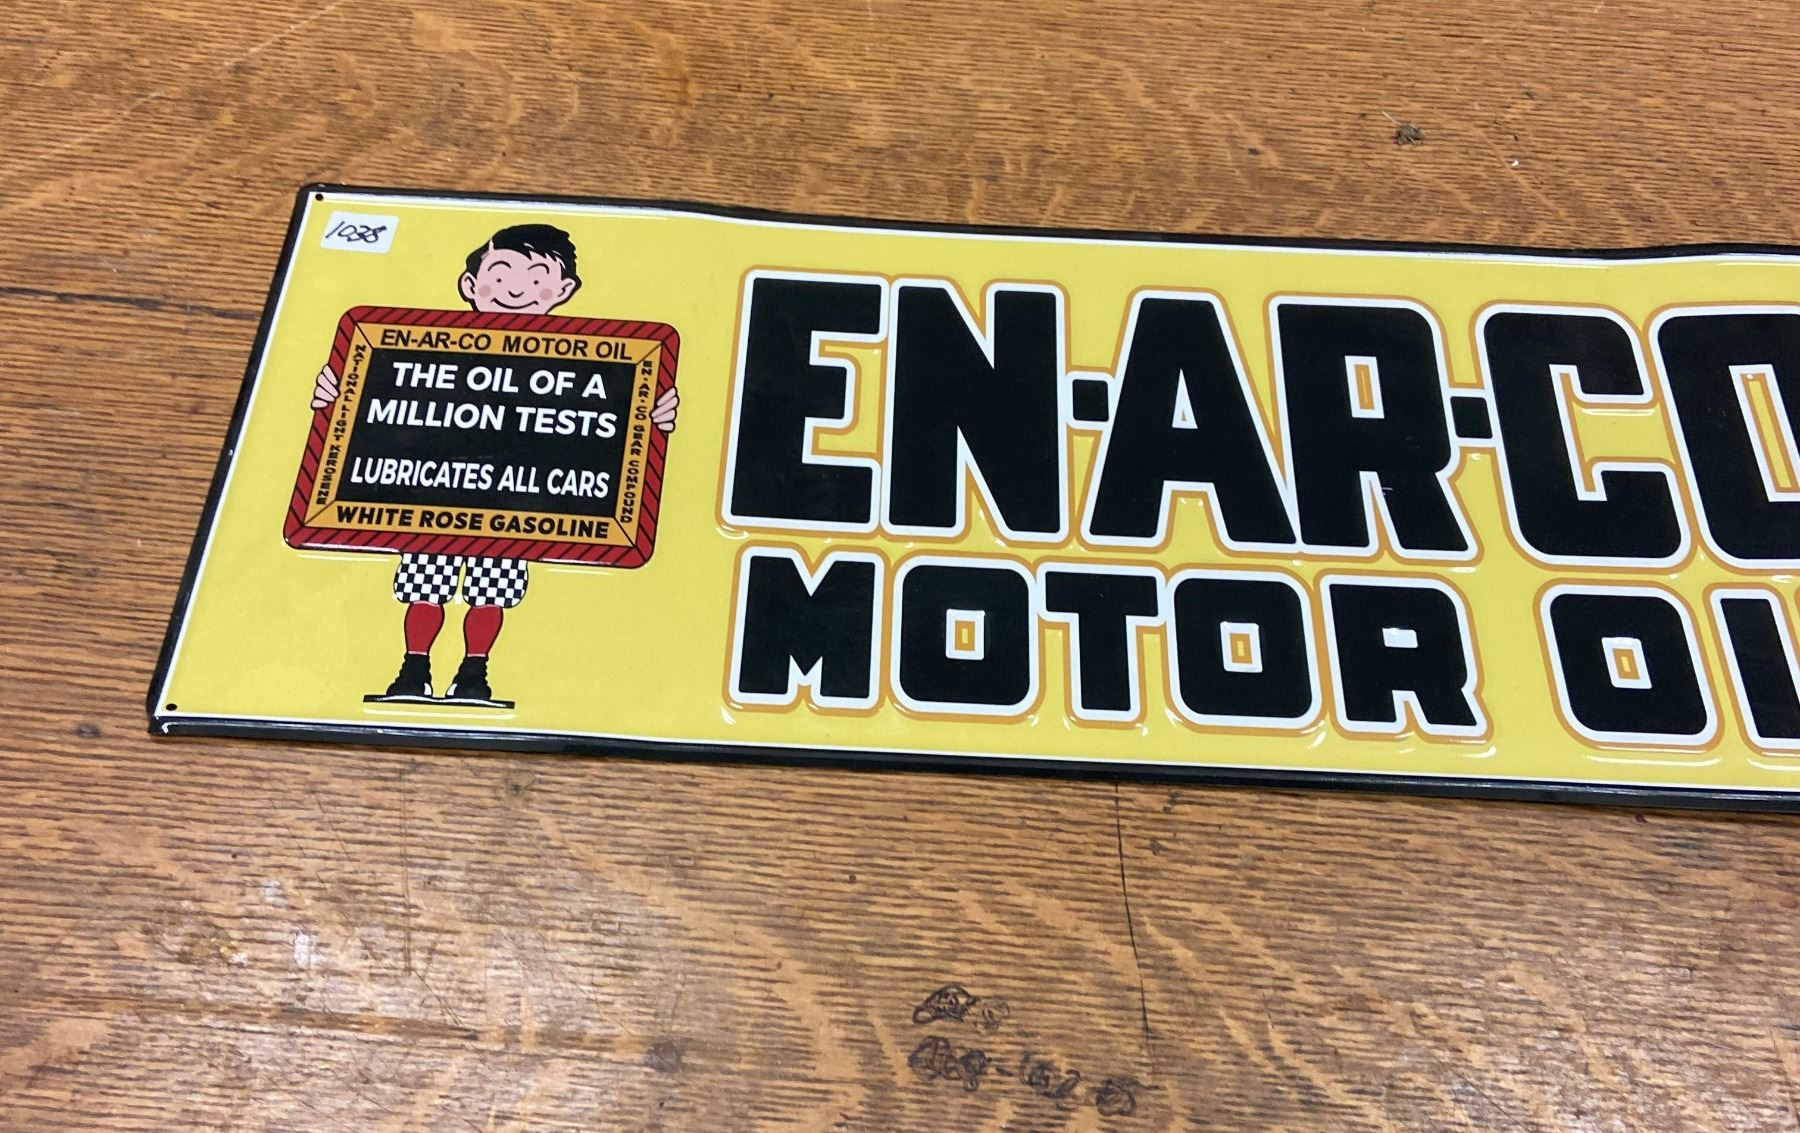 1038
EN-AR-CO MOTOR OIL
NATIONAL LIGHT KEROSENE
THE OIL OF A
MILLION TESTS
LUBRICATES ALL CARS
EN-AR-CO GEAR COMPOUND
WHITE ROSE GASOLINE
EN-AR-CO
MOTOR OI